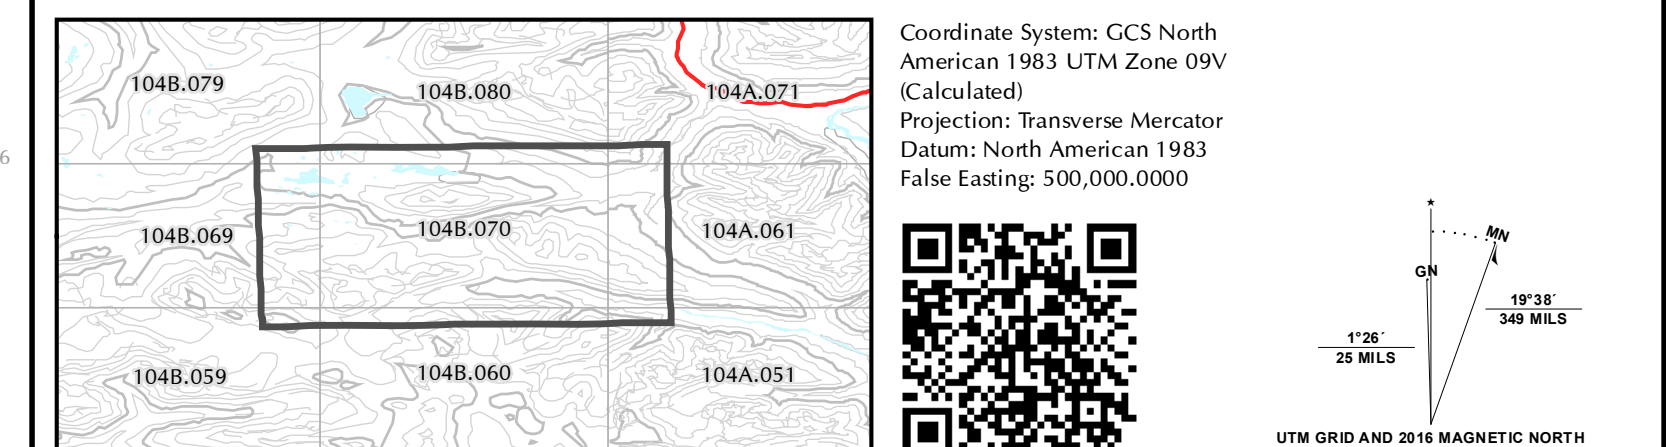 104B.079
104B.080
104A.071
6
104B.069
104B.070
104A.061
104B.059
104B.060
104A.051
Coordinate System: GCS North
American 1983 UTM Zone 09V
(Calculated)
Projection: Transverse Mercator
Datum: North American 1983
False Easting: 500,000.0000
MN
GN
19°38´
349 MILS
1°26´
25 MILS
UTM GRID AND 2016 MAGNETIC NORTH